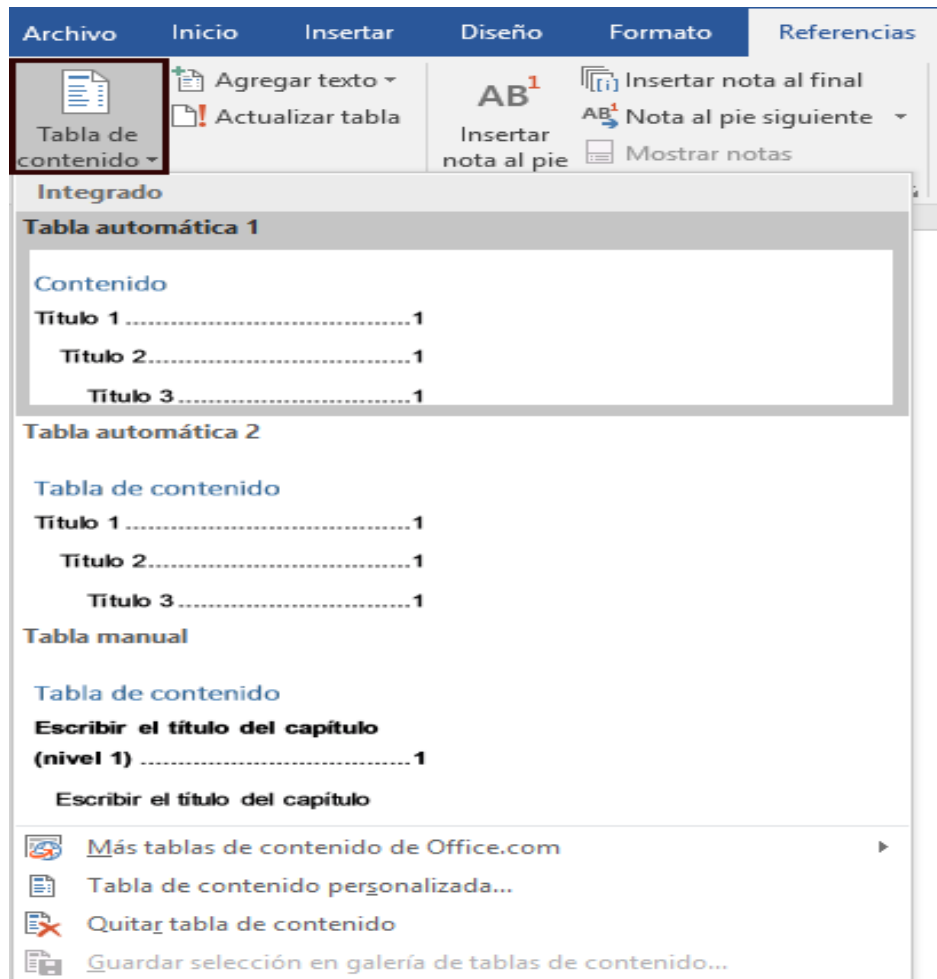 Archivo Inicio Insertar Diseño Formato Referencias
Tabla de
contenido
Agregar texto
Actualizar tabla
AB1
Insertar
nota al pie
[i] Insertar nota al final
AB1 Nota al pie siguiente
Mostrar notas
Integrado
Tabla automática 1
Contenido
Título 1......................................1
Título 2...................................1
Título 3...............................1
Tabla automática 2
Tabla de contenido
Título 1......................................1
Título 2...................................1
Título 3...............................1
Tabla manual
Tabla de contenido
Escribir el título del capítulo
(nivel 1) ....................................1
Escribir el título del capítulo
Más tablas de contenido de Office.com
Tabla de contenido personalizada...
Quitar tabla de contenido
Guardar selección en galería de tablas de contenido...